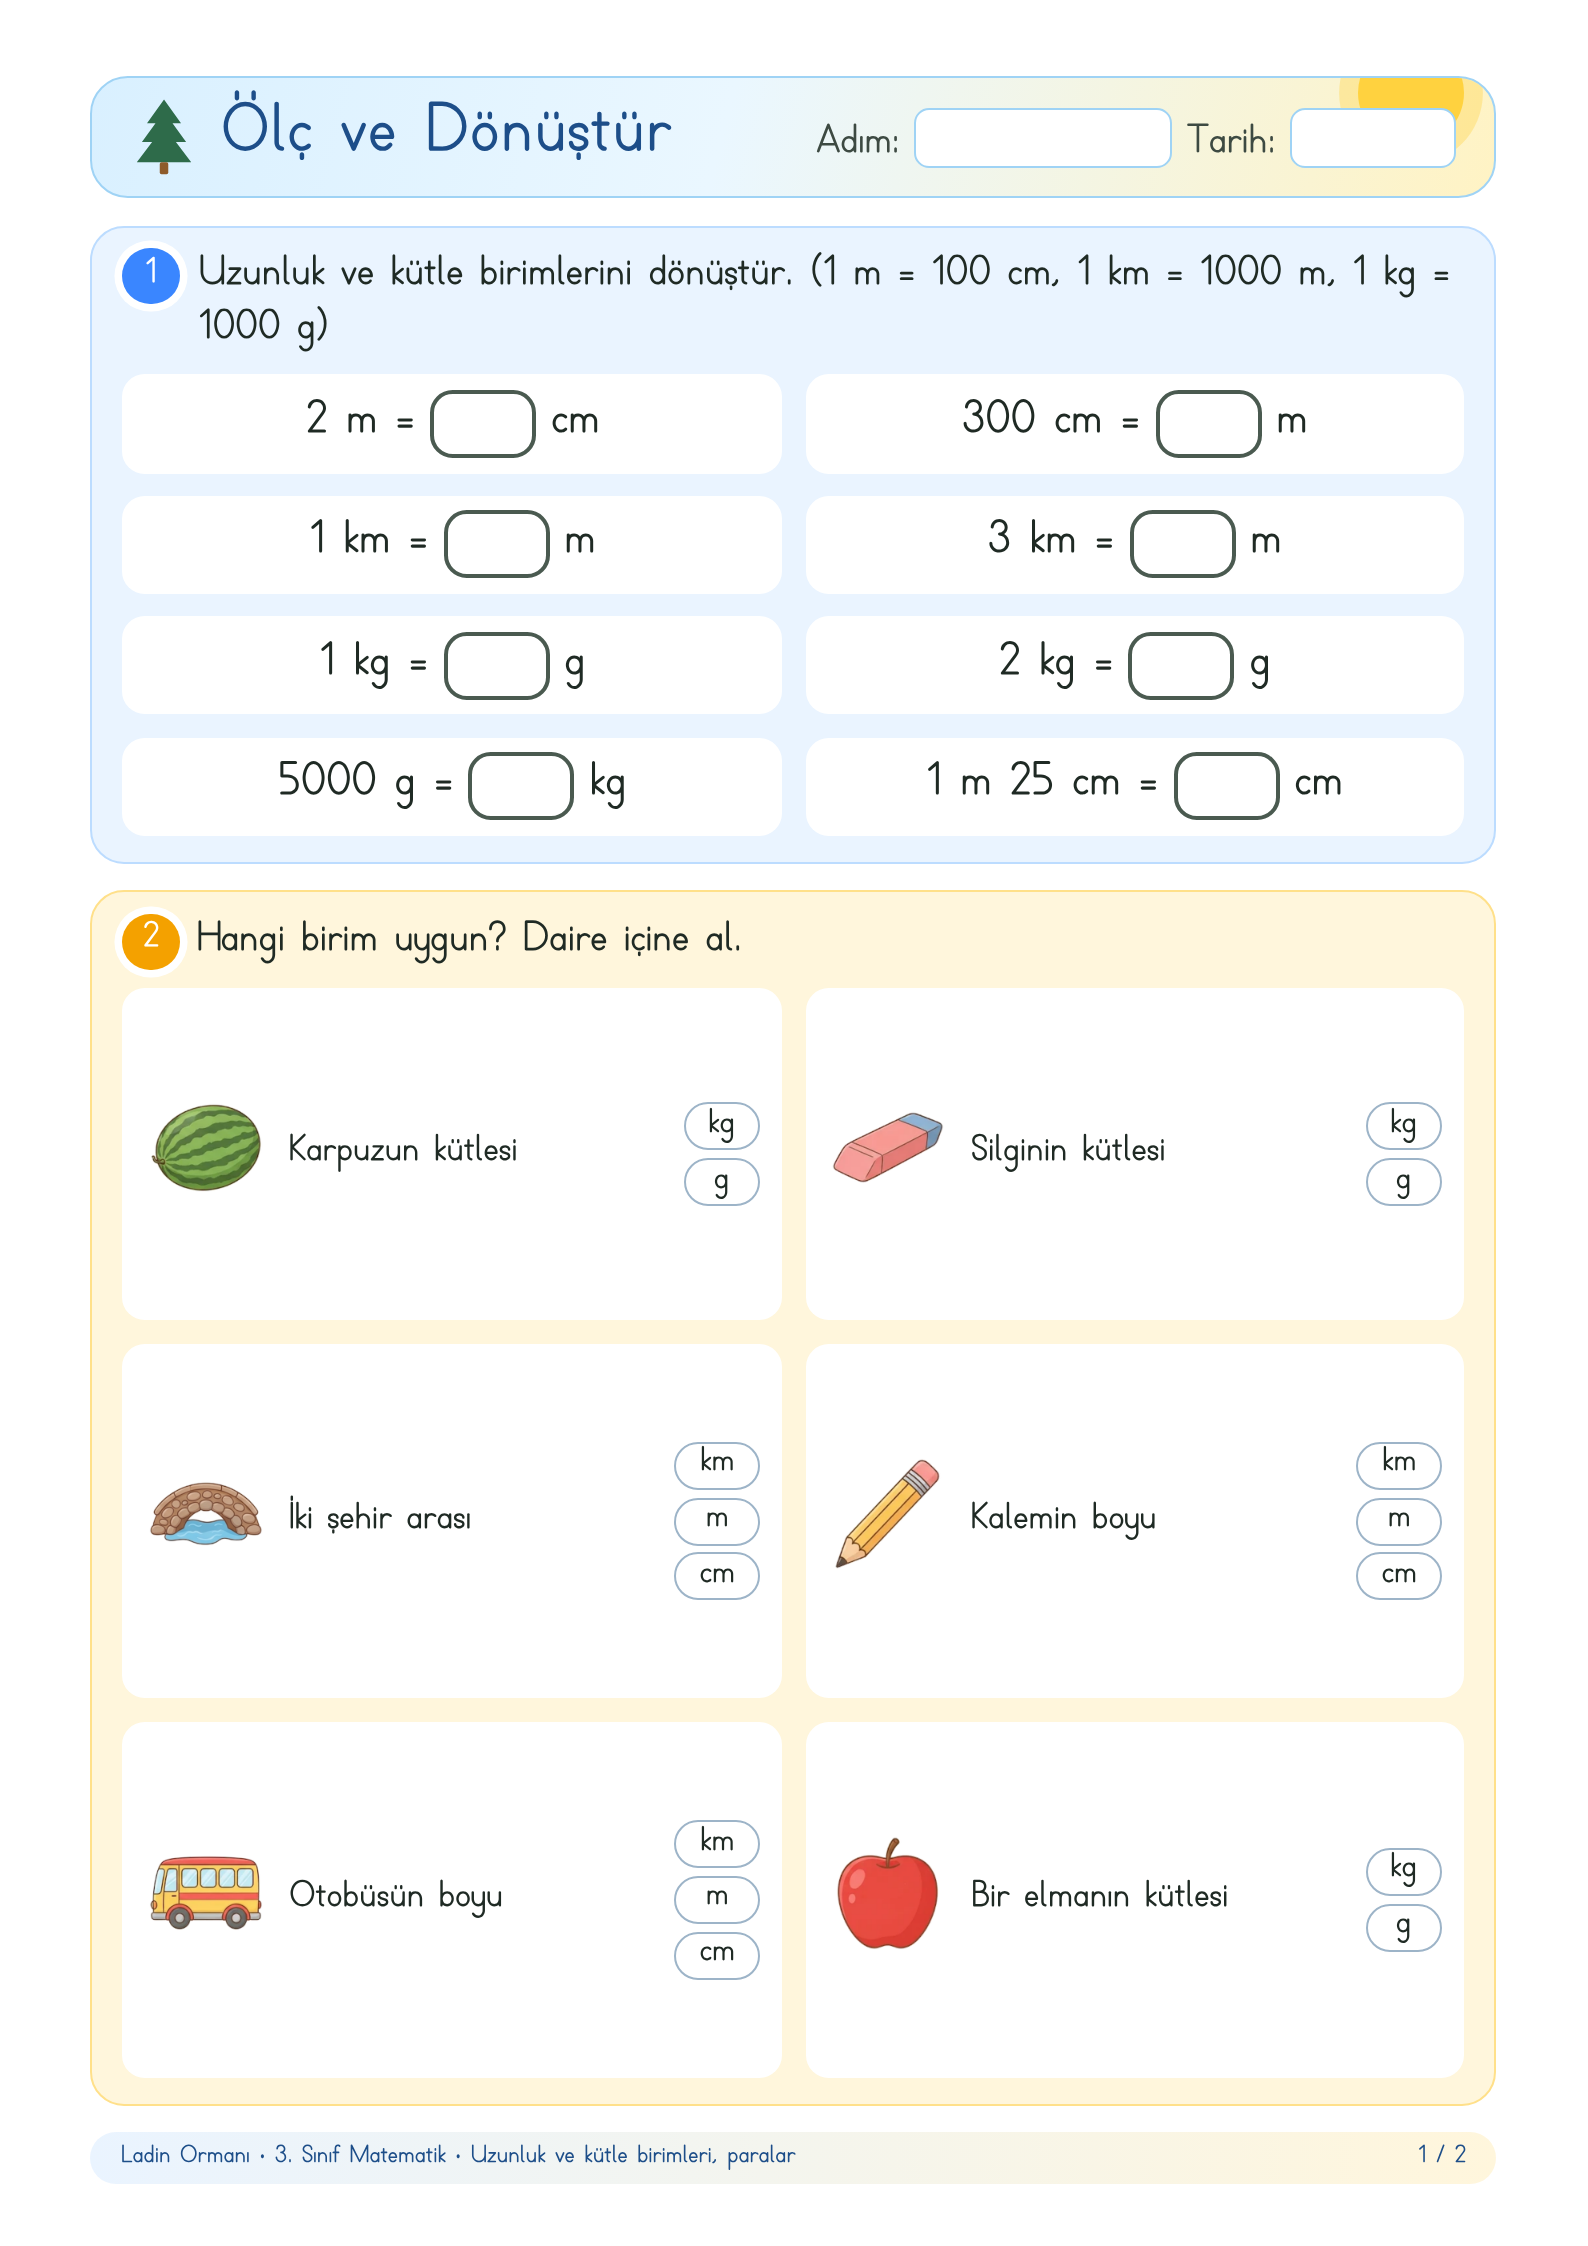 Ölç ve Dönüştür
Adım:
Tarih:
1
Uzunluk ve kütle birimlerini dönüştür. (1 m = 100 cm, 1 km = 1000 m, 1 kg =
1000 g)
2 m = cm
300 cm = m
1 km = m
3 km = m
1 kg = g
2 kg = g
5000 g = kg
1 m 25 cm = cm
2
Hangi birim uygun? Daire içine al.
Karpuzun kütlesi
kg
g
Silginin kütlesi
kg
g
İki şehir arası
km
m
cm
Kalemin boyu
km
m
cm
Otobüsün boyu
km
m
cm
Bir elmanın kütlesi
kg
g
Ladin Ormanı • 3. Sınıf Matematik • Uzunluk ve kütle birimleri, paralar
1 / 2